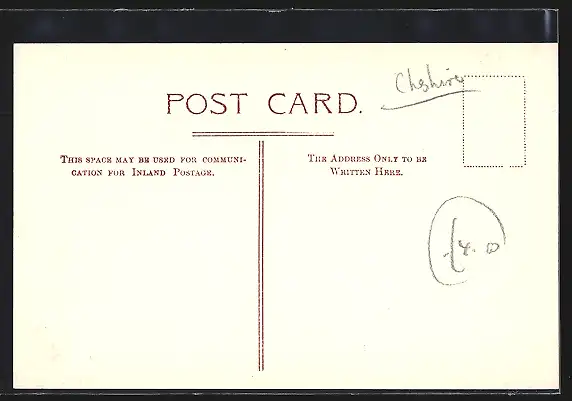 Cheshire
POST CARD.
THIS SPACE MAY BE USED FOR COMMUNI-
CATION FOR INLAND POSTAGE.
THE ADDRESS ONLY TO BE
WRITTEN HERE.